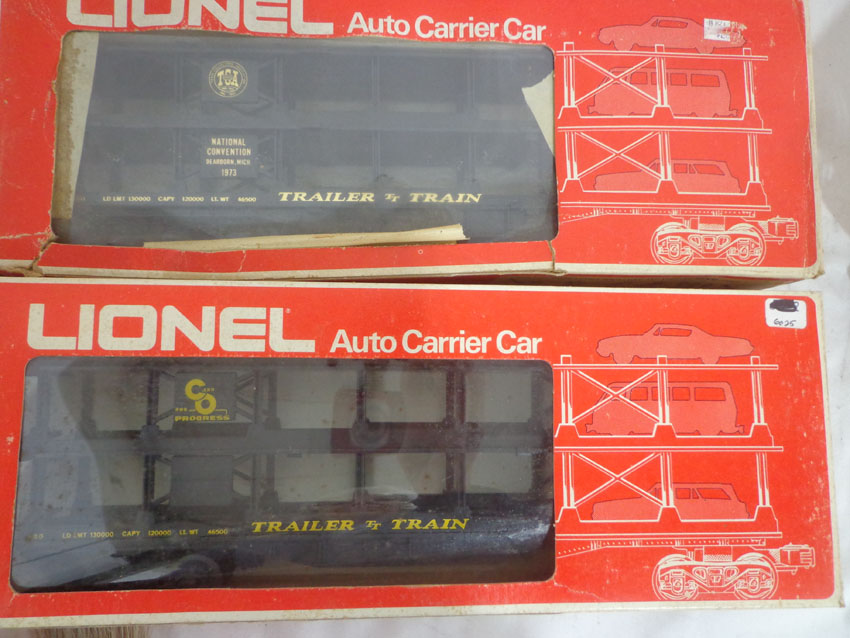 LIONEL Auto Carrier Car
TCA
NATIONAL
CONVENTION
DEARBORN, MICH
1973
LD LMT 130000 CAPY 120000 LT. WT 46500 TRAILER TT TRAIN
LIONEL Auto Carrier Car
6025
C AND O
FOR
PROGRESS
LD LMT 130000 CAPY 120000 LT. WT 46500 TRAILER TT TRAIN